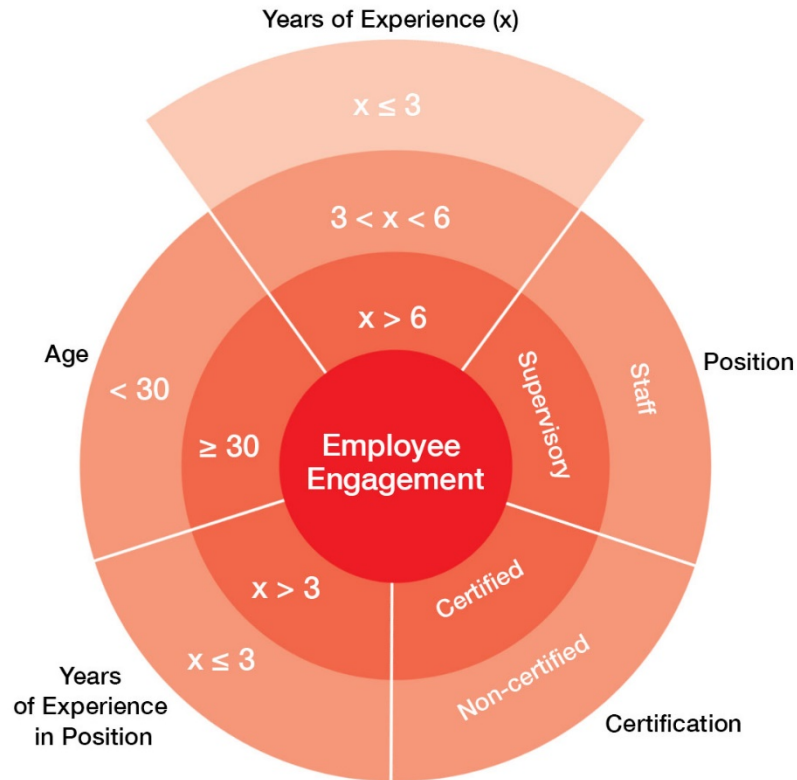 Years of Experience (x)
x ≤ 3
3 < x < 6
x > 6
Age
< 30
≥ 30
Employee
Engagement
Supervisory
Staff
Position
x > 3
x ≤ 3
Certified
Non-certified
Years
of Experience
in Position
Certification